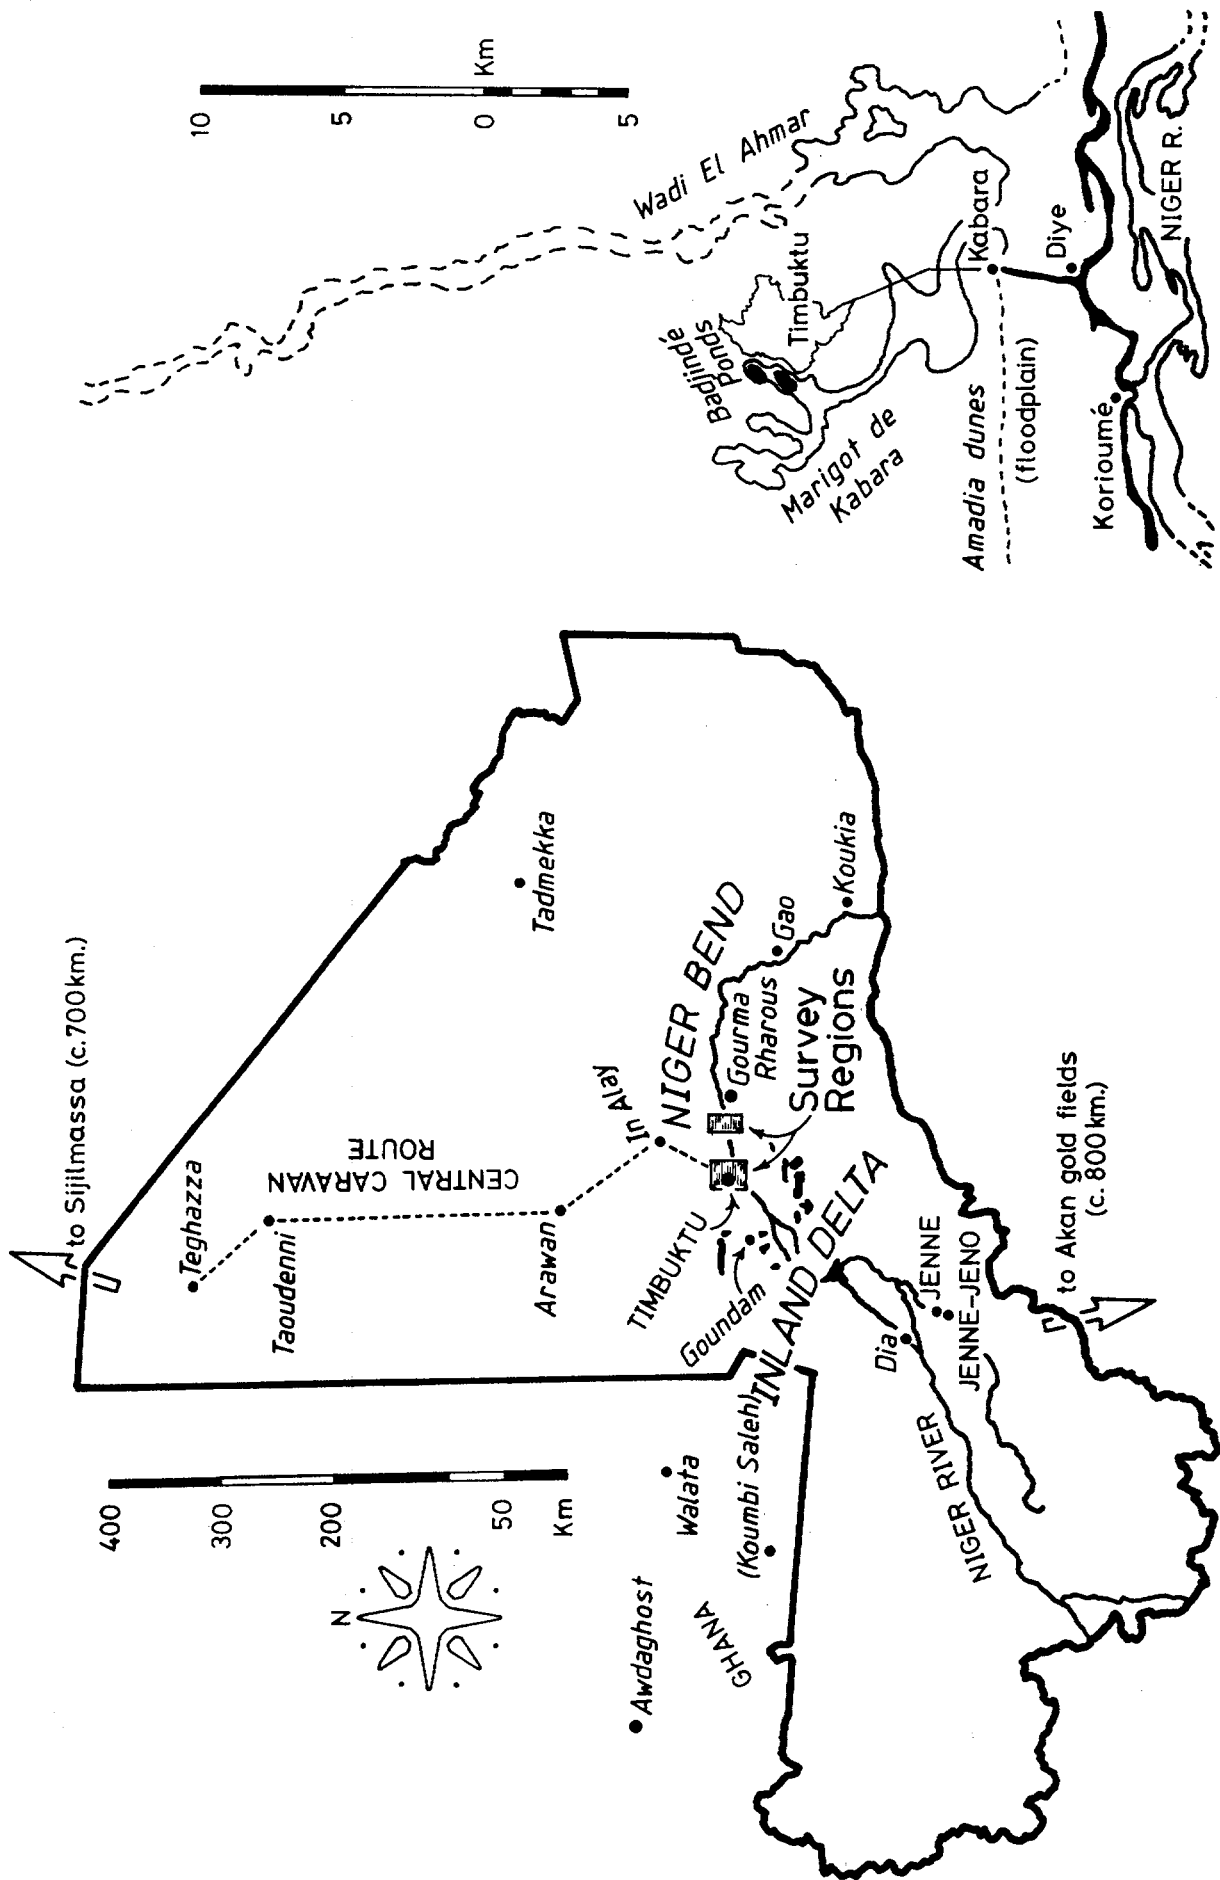 to Sijilmassa (c.700km.)
Teghazza
Taoudenni
CENTRAL CARAVAN
ROUTE
Arawan
In Alay
Tadmekka
TIMBUKTU
Goundam
NIGER BEND
Gourma
Rharous
Gao
Koukia
Survey
Regions
INLAND DELTA
Dia
JENNE
JENNE-JENO
NIGER RIVER
to Akan gold fields
(c. 800km.)
N
400
300
200
50
Km
Awdaghost
Walata
(Koumbi Saleh)
GHANA
10
5
0
5
Km
Wadi El Ahmar
Badjindé
Ponds
Timbuktu
Marigot de
Kabara
Kabara
Amadia dunes
(floodplain)
Diye
Korioumé
NIGER R.